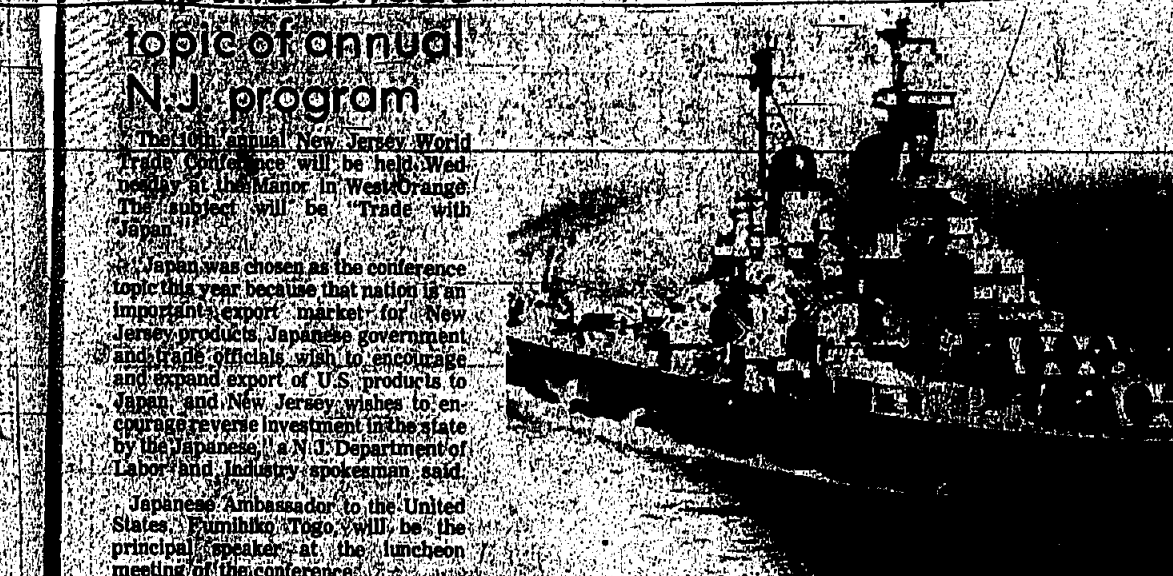 topic of annual
N.J. program
The 10th annual New Jersey World
Trade Conference will be held Wed
nesday at the Manor in West Orange.
The subject will be "Trade with
Japan."
Japan was chosen as the conference
topic this year because that nation is an
important export market for New
Jersey products. Japanese government
and trade officials wish to encourage
and expand export of U.S. products to
Japan and New Jersey wishes to en-
courage reverse investment in the state
by the Japanese, a N.J. Department of
Labor and Industry spokesman said.
Japanese Ambassador to the United
States, Fumihiko Togo, will be the
principal speaker at the luncheon
meeting of the conference.